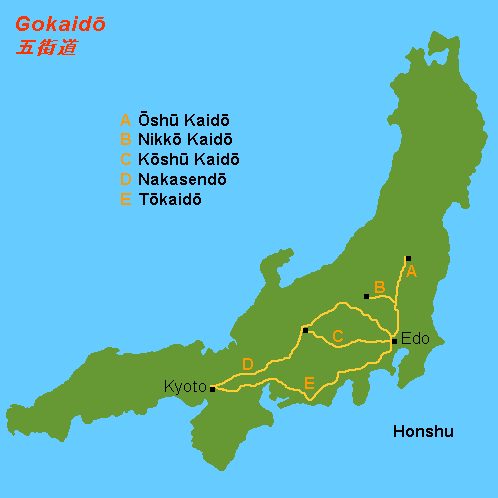 Gokaidō
五街道
A Ōshū Kaidō
B Nikkō Kaidō
C Kōshū Kaidō
D Nakasendō
E Tōkaidō
A
B
Edo
C
D
E
Kyoto
Honshu